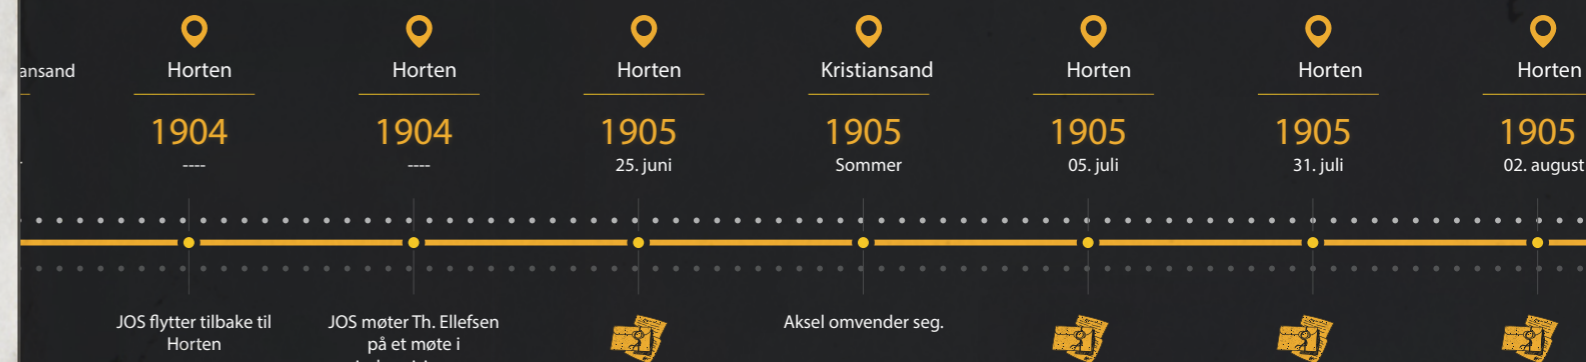 ansand
Horten
1904
----
JOS flytter tilbake til
Horten
Horten
1904
----
JOS møter Th. Ellefsen
på et møte i
Horten
1905
25. juni
Kristiansand
1905
Sommer
Aksel omvender seg.
Horten
1905
05. juli
Horten
1905
31. juli
Horten
1905
02. august